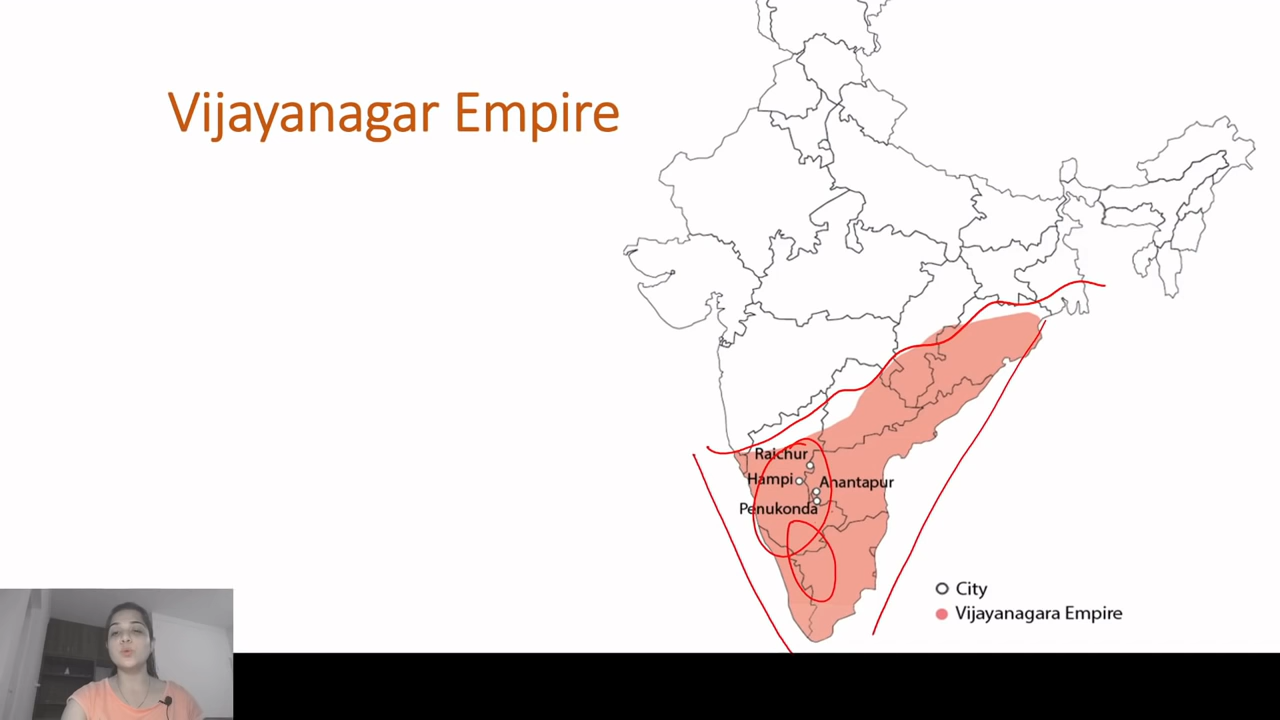 Vijayanagar Empire
Raichur
Hampi
Anantapur
Penukonda
City
Vijayanagara Empire